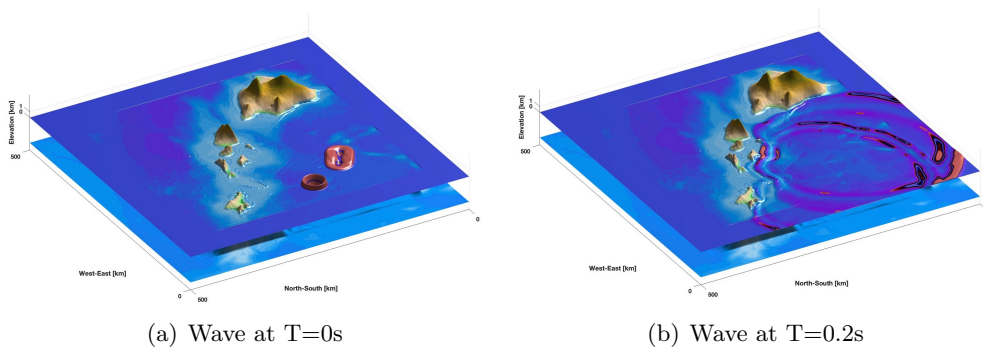 Elevation [km]
1
0
500
West-East [km]
0
500
North-South [km]
0
(a) Wave at T=0s
Elevation [km]
1
0
500
West-East [km]
0
500
North-South [km]
0
(b) Wave at T=0.2s